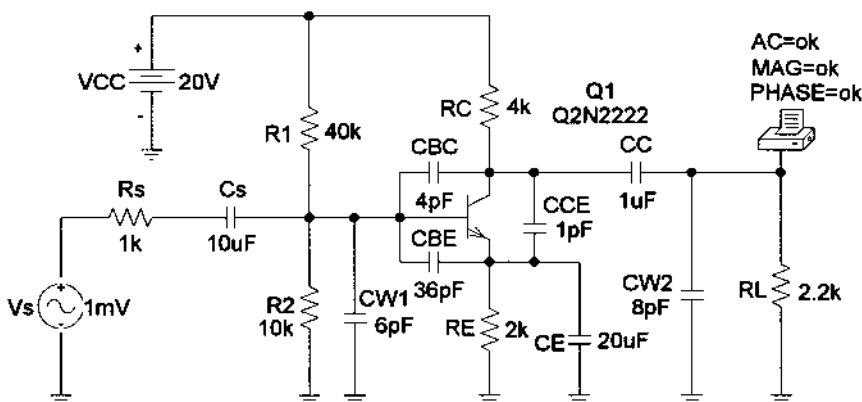 AC=ok
MAG=ok
PHASE=ok
+
VCC
20V
-
R1
40k
RC
4k
Q1
Q2N2222
CC
1uF
CBC
4pF
Rs
1k
Cs
10uF
CCE
1pF
CBE
36pF
+
Vs
1mV
-
R2
10k
CW1
6pF
RE
2k
CE
20uF
CW2
8pF
RL
2.2k